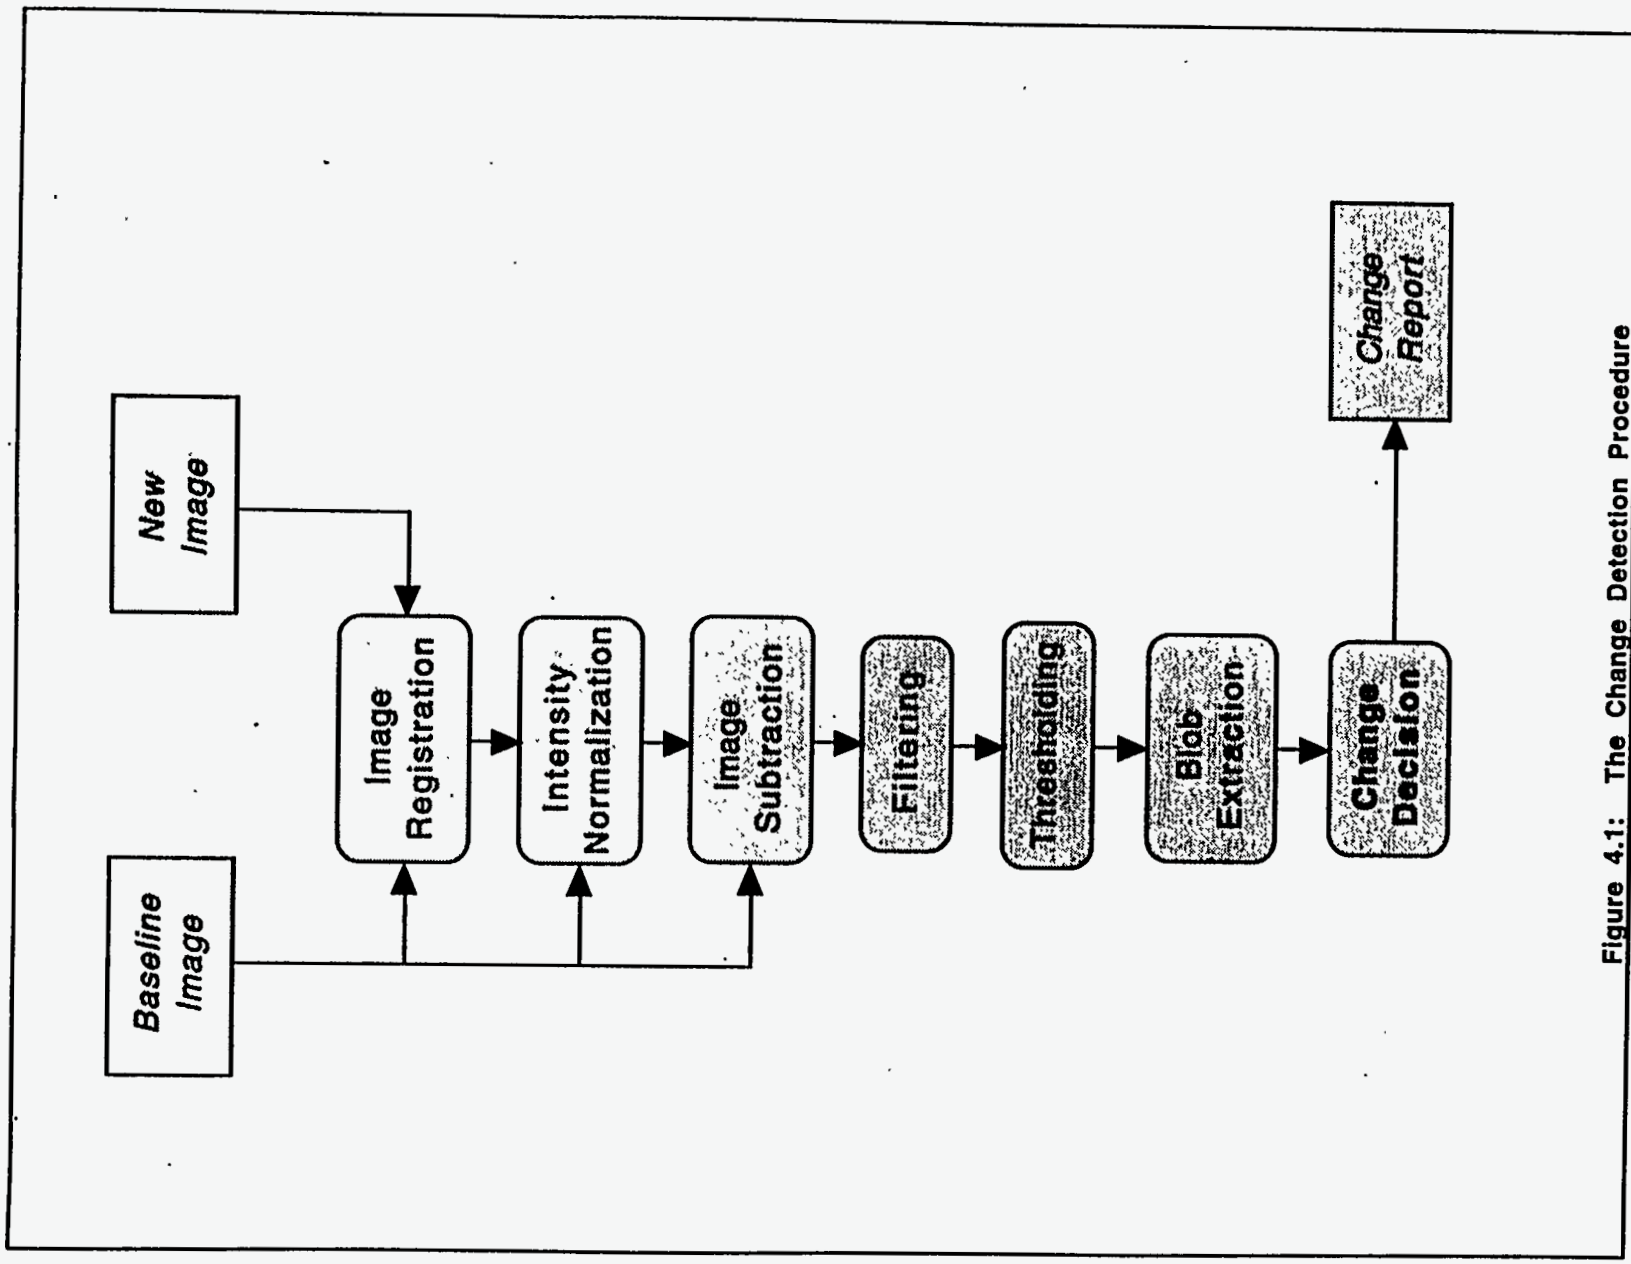 Baseline
Image
New
Image
Image
Registration
Intensity
Normalization
Image
Subtraction
Filtering
Thresholding
Blob
Extraction
Change
Decision
Change
Report
Figure 4.1: The Change Detection Procedure